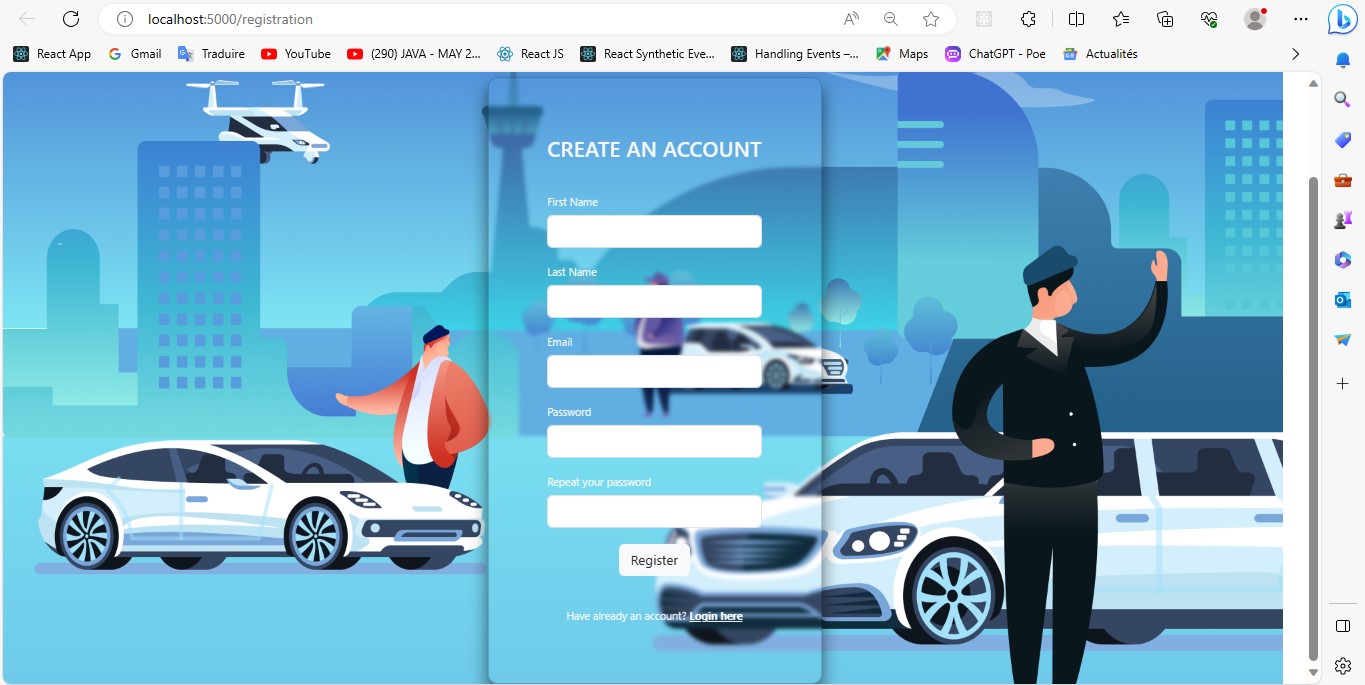 localhost:5000/registration
React App Gmail Traduire YouTube (290) JAVA - MAY 2... React JS React Synthetic Eve... Handling Events –... Maps ChatGPT - Poe Actualités
CREATE AN ACCOUNT
First Name
Last Name
Email
Password
Repeat your password
Register
Have already an account? Login here